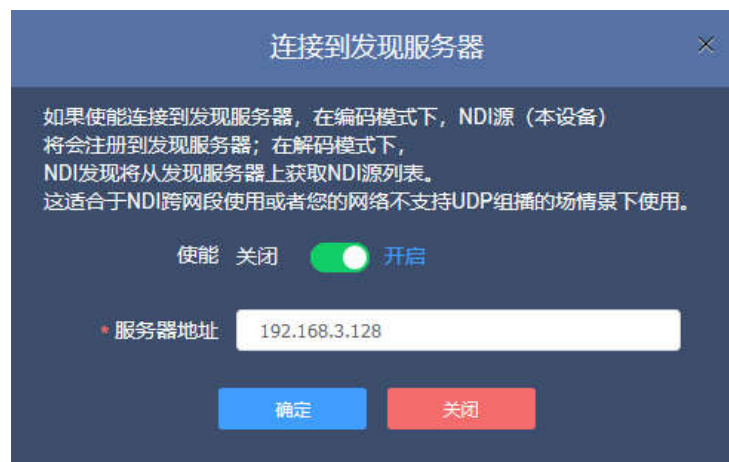 连接到发现服务器
如果使能连接到发现服务器，在编码模式下，NDI源（本设备）
将会注册到发现服务器；在解码模式下，
NDI发现将从发现服务器上获取NDI源列表。
这适合于NDI跨网段使用或者您的网络不支持UDP组播的场情景下使用。
使能 关闭 开启
* 服务器地址 192.168.3.128
确定 关闭